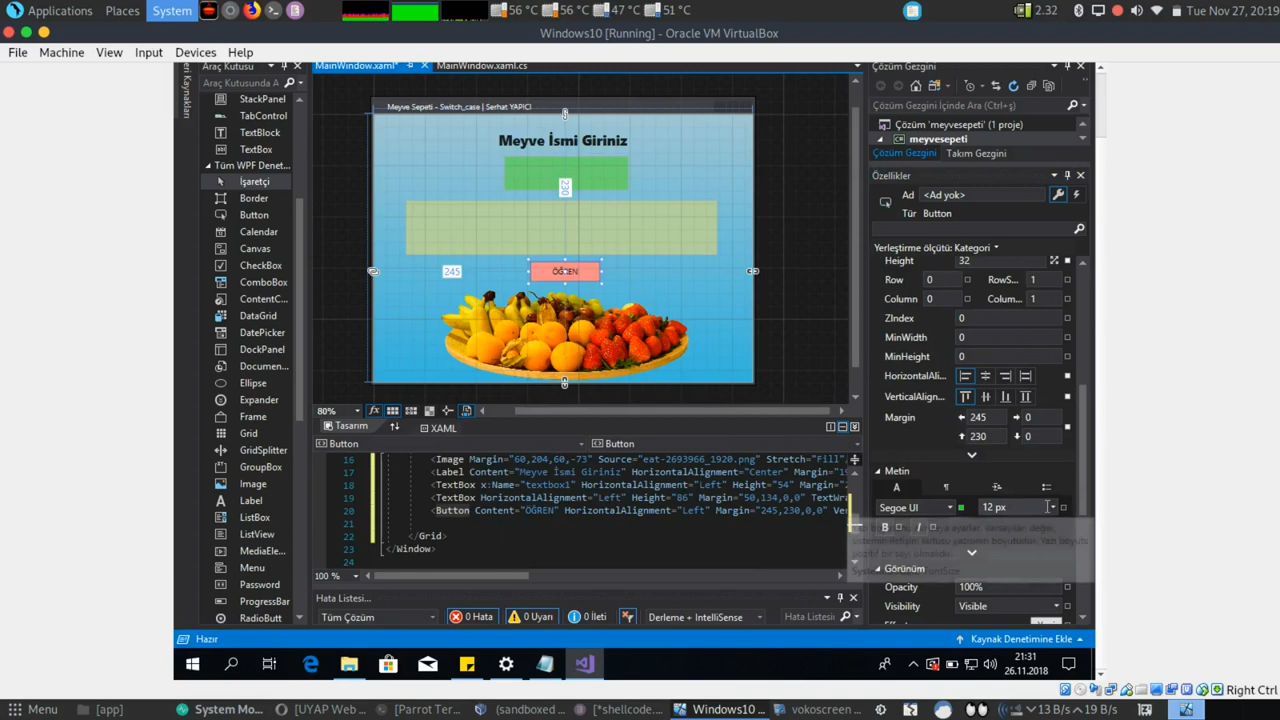 Applications Places System 56 °C 56 °C 47 °C 51 °C 2.32 Tue Nov 27, 20:19
Windows10 [Running] - Oracle VM VirtualBox
File Machine View Input Devices Help
MainWindow.xaml* MainWindow.xaml.cs
Araç Kutusu
Araç Kutusunda A
StackPanel
TabControl
TextBlock
TextBox
Tüm WPF Denet...
İşaretçi
Border
Button
Calendar
Canvas
CheckBox
ComboBox
ContentC...
DataGrid
DatePicker
DockPanel
Documen...
Ellipse
Expander
Frame
Grid
GridSplitter
GroupBox
Image
Label
ListBox
ListView
MediaEle...
Menu
Password
ProgressBar
RadioButt
Meyve Sepeti - Switch_case | Serhat YAPICI
Meyve İsmi Giriniz
230
245
ÖĞREN
80%
Tasarım XAML
Button Button
16 <Image Margin="60,204,60,-73" Source="eat-2693966_1920.png" Stretch="Fill"
17 <Label Content="Meyve İsmi Giriniz" HorizontalAlignment="Center" Margin="1
18 <TextBox x:Name="textbox1" HorizontalAlignment="Left" Height="54" Margin="2
19 <TextBox HorizontalAlignment="Left" Height="86" Margin="50,134,0,0" TextWra
20 <Button Content="ÖĞREN" HorizontalAlignment="Left" Margin="245,230,0,0" Ver
21
22 </Grid>
23 </Window>
24
100 %
Hata Listesi...
Tüm Çözüm 0 Hata 0 Uyarı 0 İleti Derleme + IntelliSense Hata Listesi
Çözüm Gezgini
Çözüm Gezgini İçinde Ara (Ctrl+ş)
Çözüm 'meyvesepeti' (1 proje)
meyvesepeti
Çözüm Gezgini Takım Gezgini
Özellikler
Ad <Ad yok>
Tür Button
Yerleştirme ölçütü: Kategori
Height 32
Row 0 RowS... 1
Column 0 Colum... 1
ZIndex 0
MinWidth 0
MinHeight 0
HorizontalAli...
VerticalAlign...
Margin 245 0
230 0
Metin
Segoe UI 12 px
B I
Görünüm
Opacity 100%
Visibility Visible
Hazır Kaynak Denetimine Ekle
21:31
26.11.2018
Right Ctrl
Menu [app] System Mo... [UYAP Web ... [Parrot Ter... (sandboxed ... [*shellcode.... Windows10 ... vokoscreen ... 13 B/s 19 B/s